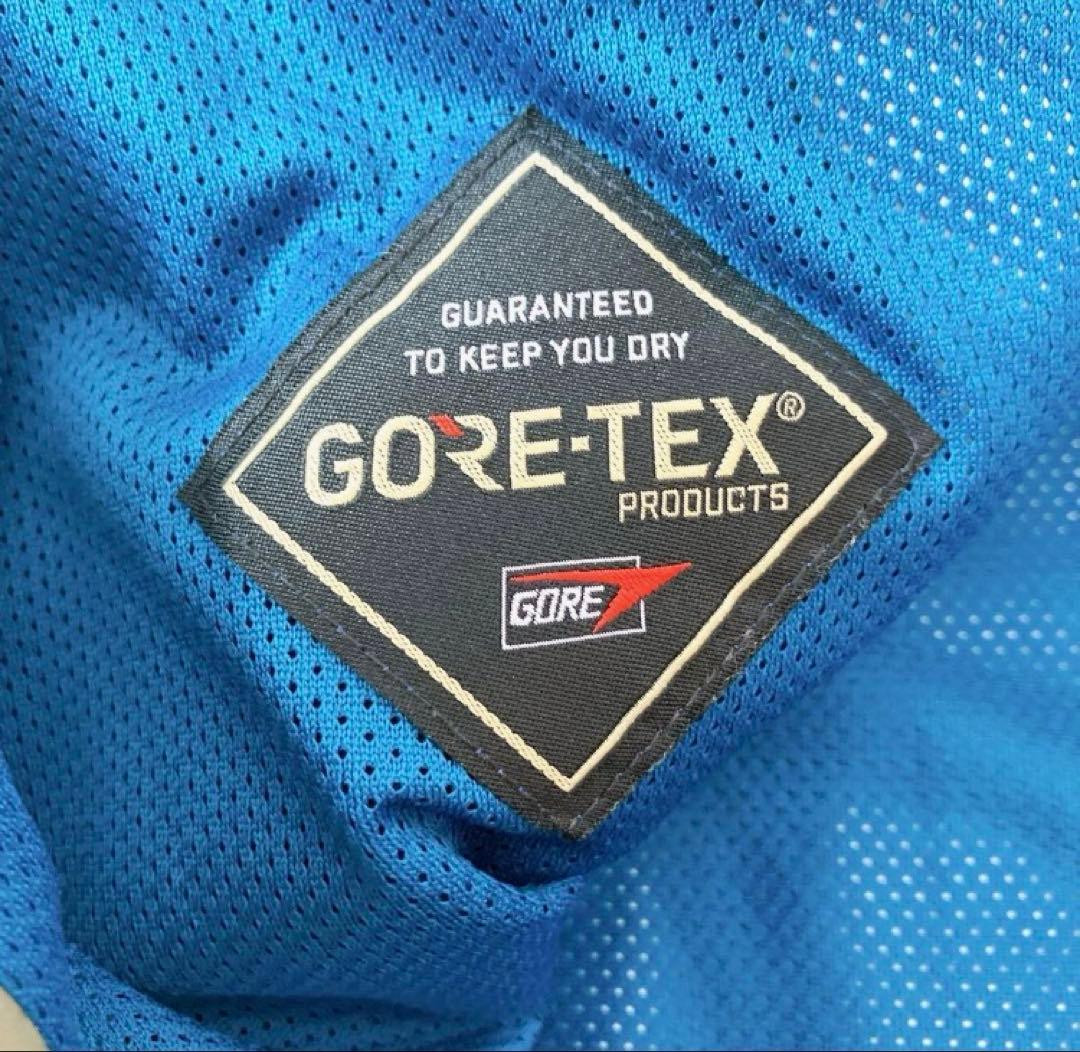 GUARANTEED
TO KEEP YOU DRY
GORE-TEX®
PRODUCTS
GORE